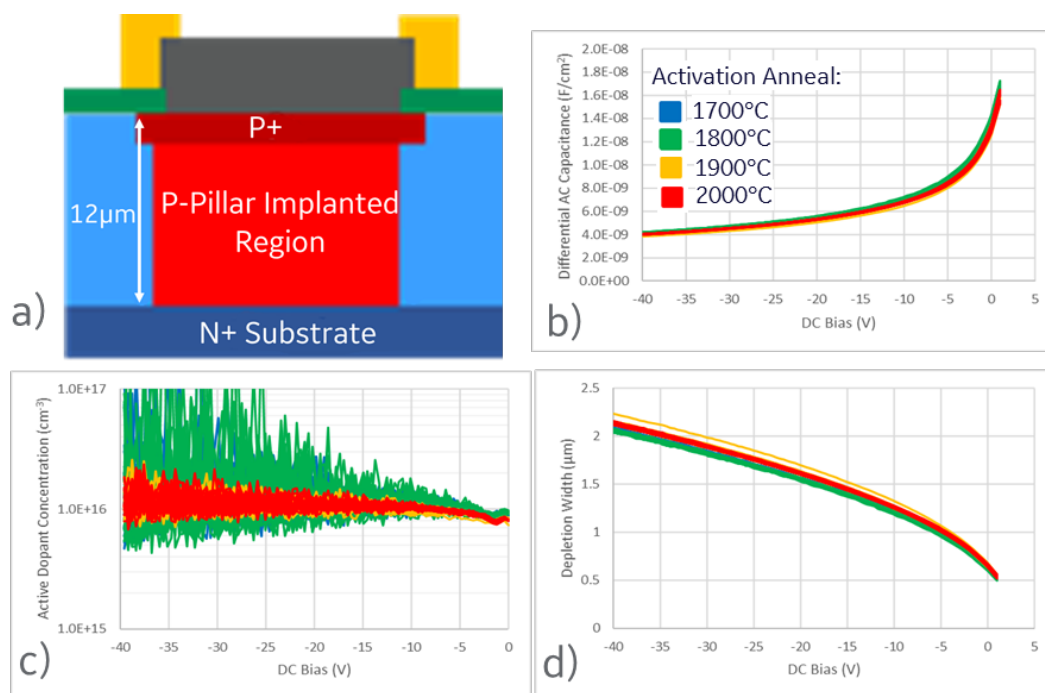 P+
12μm
P-Pillar Implanted
Region
N+ Substrate
a)
Differential AC Capacitance (F/cm²)
2.0E-08
1.8E-08
1.6E-08
1.4E-08
1.2E-08
1.0E-08
8.0E-09
6.0E-09
4.0E-09
2.0E-09
0.0E+00
Activation Anneal:
1700°C
1800°C
1900°C
2000°C
-40 -35 -30 -25 -20 -15 -10 -5 0 5
DC Bias (V)
b)
Active Dopant Concentration (cm⁻³)
1.0E+17
1.0E+16
1.0E+15
-40 -35 -30 -25 -20 -15 -10 -5 0
DC Bias (V)
c)
Depletion Width (μm)
2.5
2
1.5
1
0.5
0
-40 -35 -30 -25 -20 -15 -10 -5 0 5
DC Bias (V)
d)